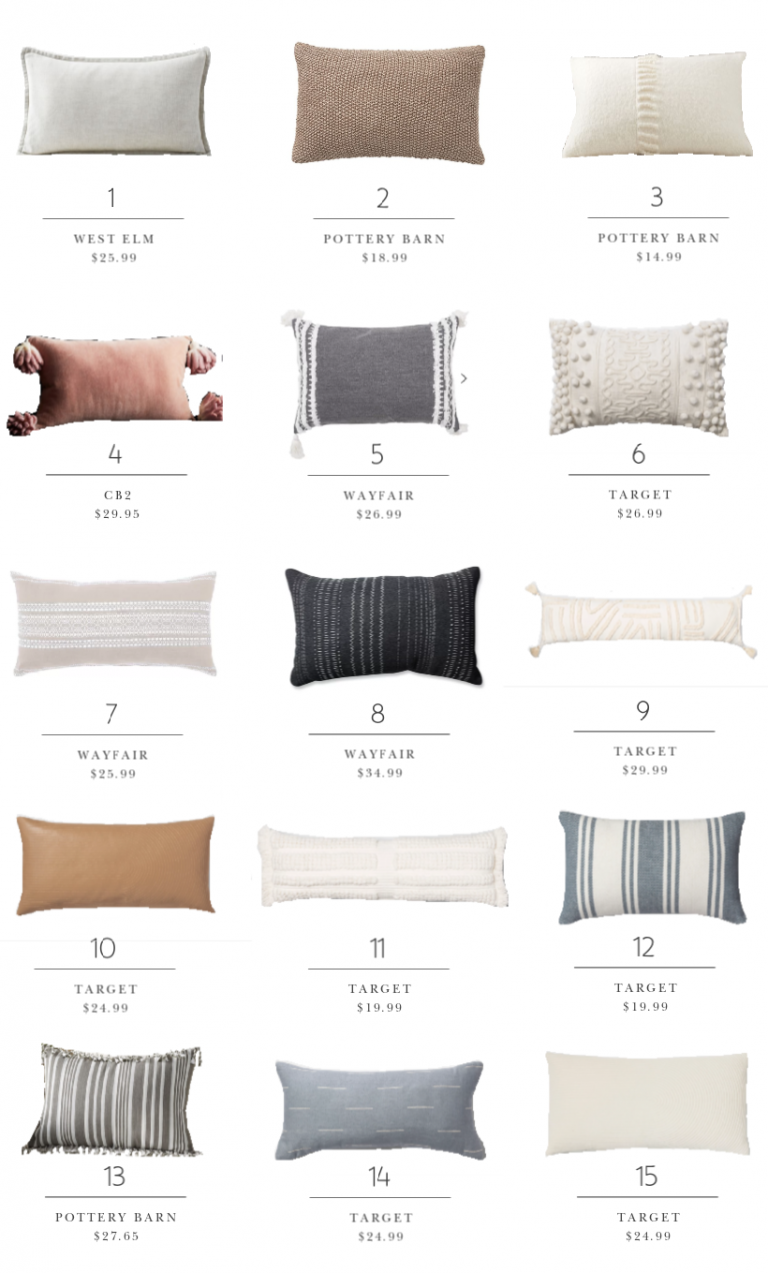 1
WEST ELM
$25.99
2
POTTERY BARN
$18.99
3
POTTERY BARN
$14.99
4
CB2
$29.95
5
WAYFAIR
$26.99
6
TARGET
$26.99
7
WAYFAIR
$25.99
8
WAYFAIR
$34.99
9
TARGET
$29.99
10
TARGET
$24.99
11
TARGET
$19.99
12
TARGET
$19.99
13
POTTERY BARN
$27.65
14
TARGET
$24.99
15
TARGET
$24.99